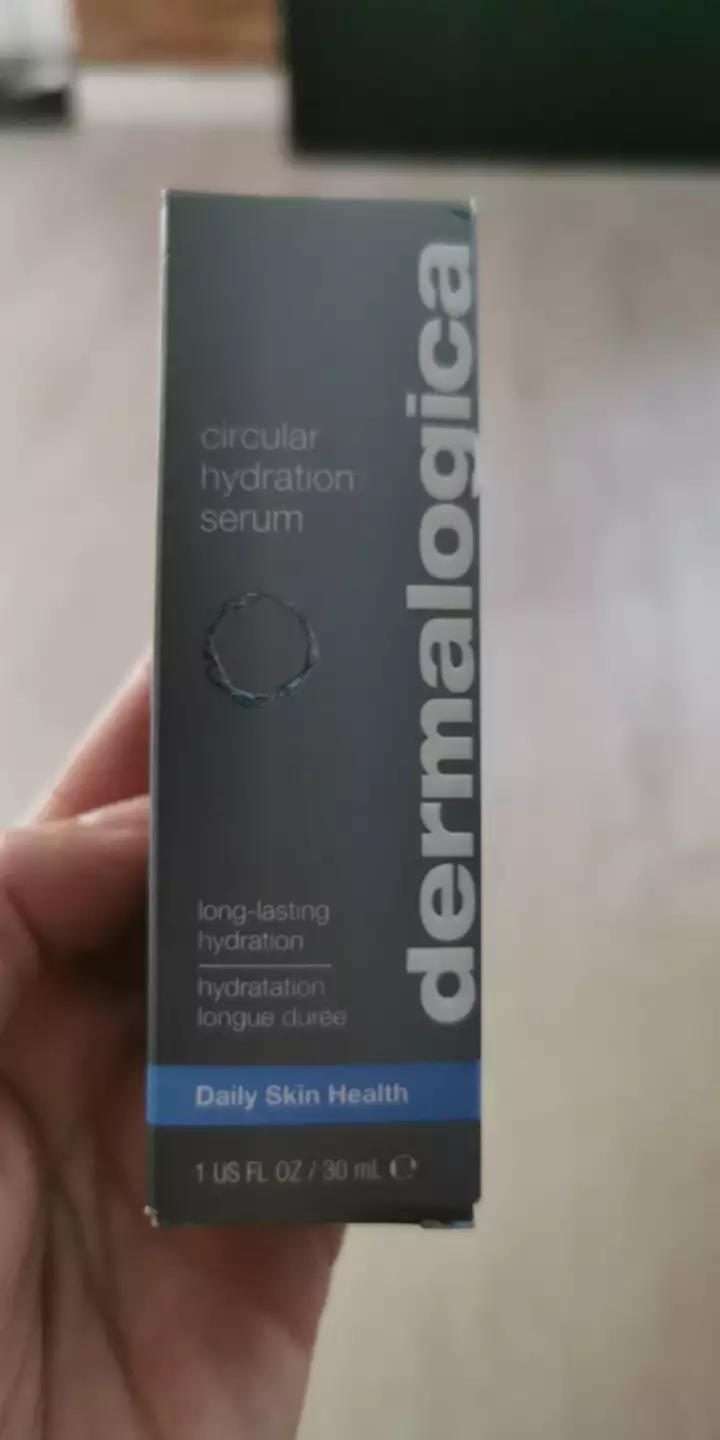 circular
hydration
serum
dermalogica
long-lasting
hydration
hydratation
longue durée
Daily Skin Health
1 US FL OZ / 30 mL ℮